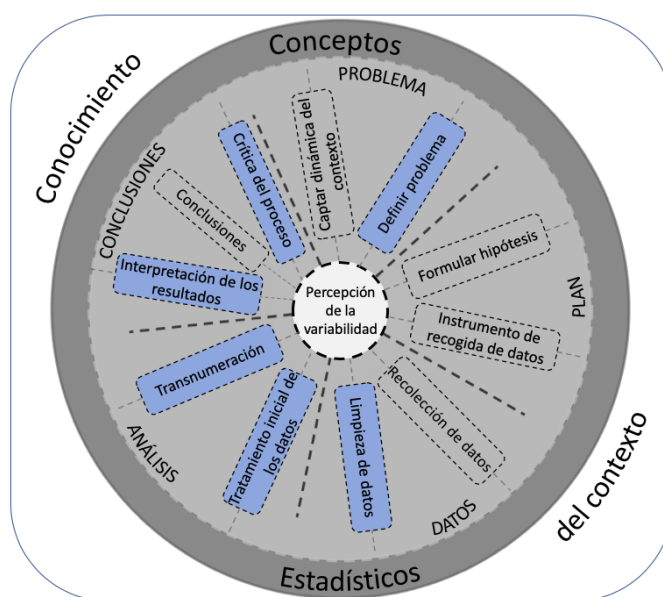 Conocimiento
Conceptos
PROBLEMA
Captar dinámica del
contexto
Definir problema
Formular hipótesis
PLAN
Instrumento de
recogida de datos
Recolección de datos
DATOS
Limpieza de datos
Tratamiento inicial de
los datos
ANÁLISIS
Transnumeración
Interpretación de los
resultados
CONCLUSIONES
Conclusiones
Crítica del proceso
Percepción
de la
variabilidad
Estadísticos
del contexto